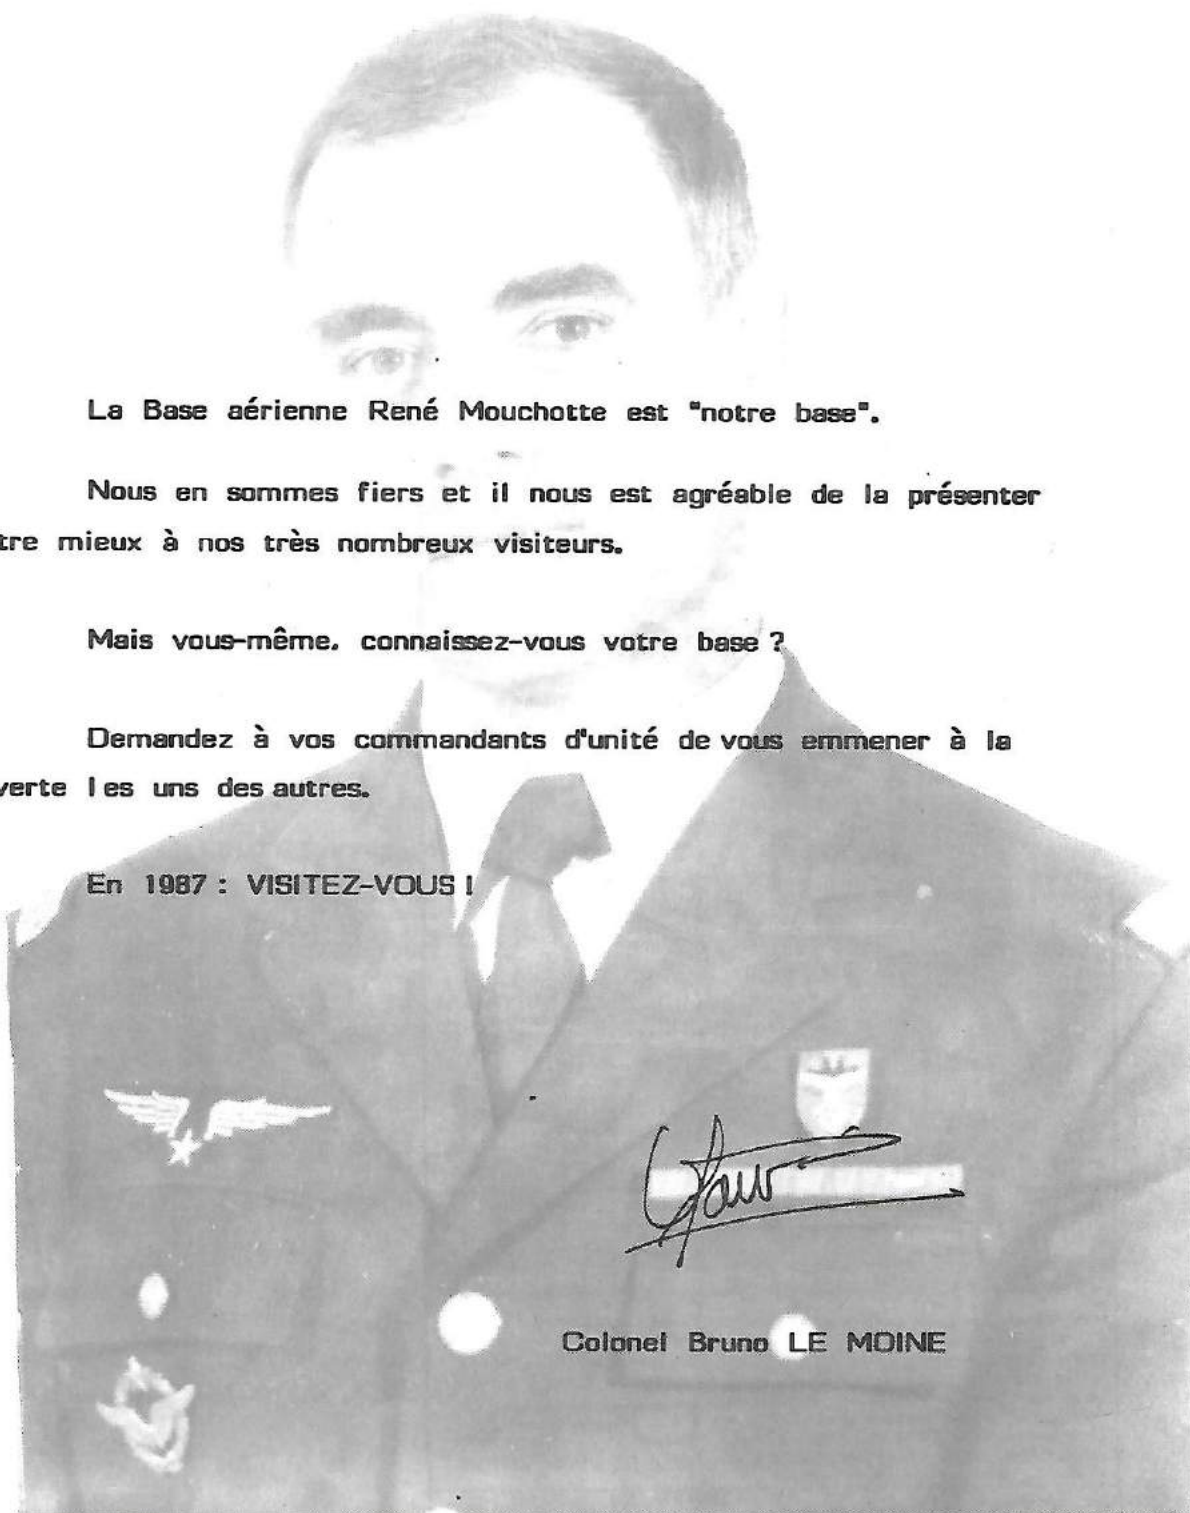 La Base aérienne René Mouchotte est "notre base".
Nous en sommes fiers et il nous est agréable de la présenter
tre mieux à nos très nombreux visiteurs.
Mais vous-même. connaissez-vous votre base ?
Demandez à vos commandants d'unité de vous emmener à la
verte les uns des autres.
En 1987 : VISITEZ-VOUS !
Colonel Bruno LE MOINE